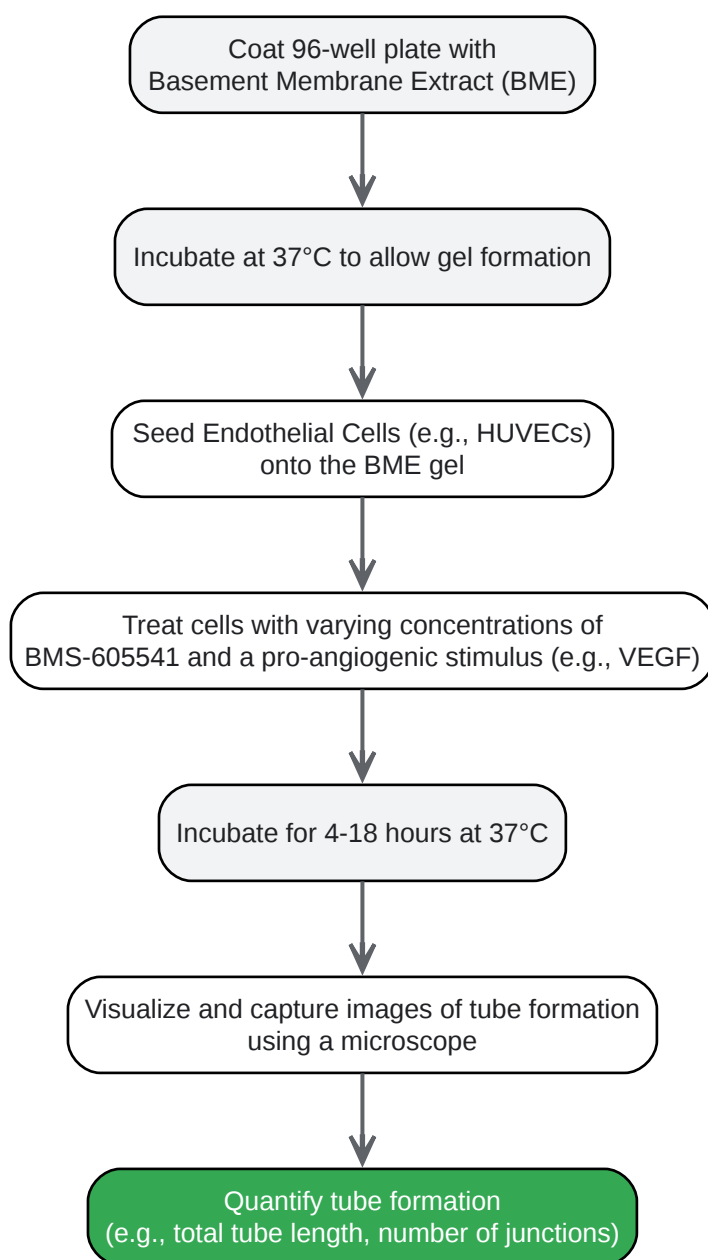 Coat 96-well plate with
Basement Membrane Extract (BME)
Incubate at 37°C to allow gel formation
Seed Endothelial Cells (e.g., HUVECs)
onto the BME gel
Treat cells with varying concentrations of
BMS-605541 and a pro-angiogenic stimulus (e.g., VEGF)
Incubate for 4-18 hours at 37°C
Visualize and capture images of tube formation
using a microscope
Quantify tube formation
(e.g., total tube length, number of junctions)